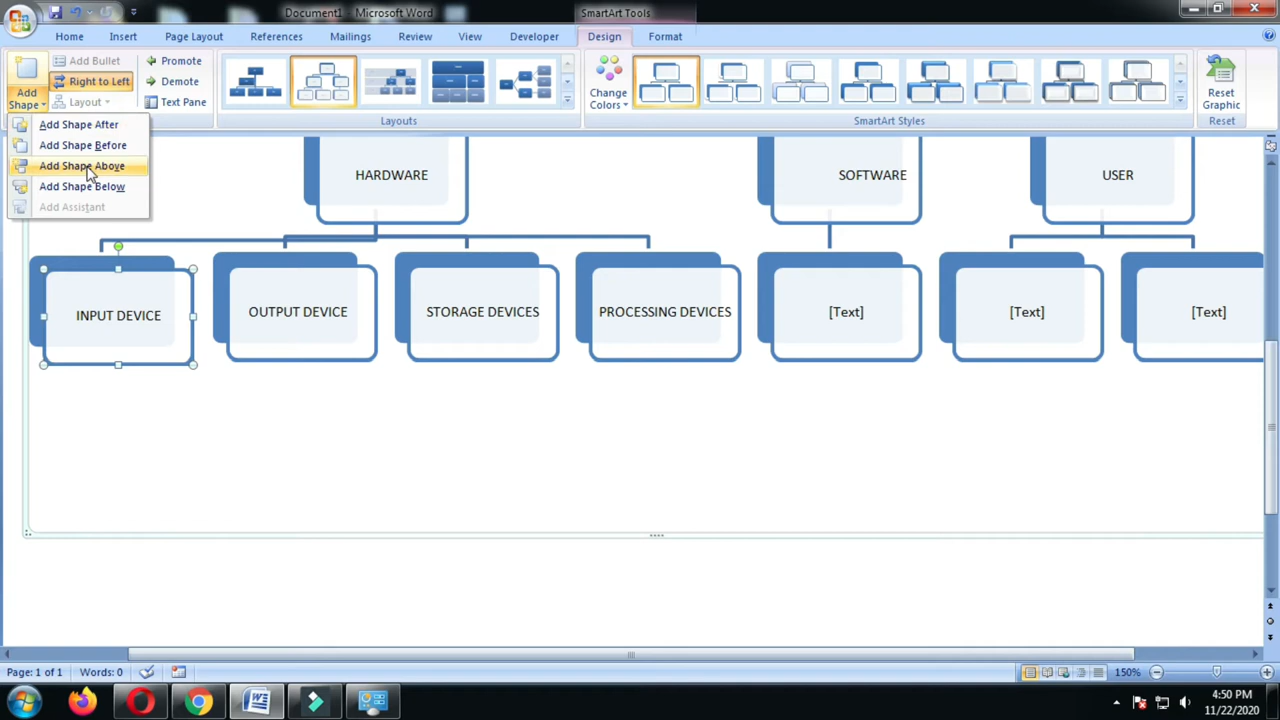 Document1 - Microsoft Word
SmartArt Tools
Home Insert Page Layout References Mailings Review View Developer Design Format
Add Shape
Add Bullet
Right to Left
Layout
Promote
Demote
Text Pane
Layouts
Change Colors
SmartArt Styles
Reset Graphic
Reset
Add Shape After
Add Shape Before
Add Shape Above
Add Shape Below
Add Assistant
HARDWARE SOFTWARE USER
INPUT DEVICE OUTPUT DEVICE STORAGE DEVICES PROCESSING DEVICES [Text] [Text] [Text]
Page: 1 of 1 Words: 0 150%
4:50 PM
11/22/2020